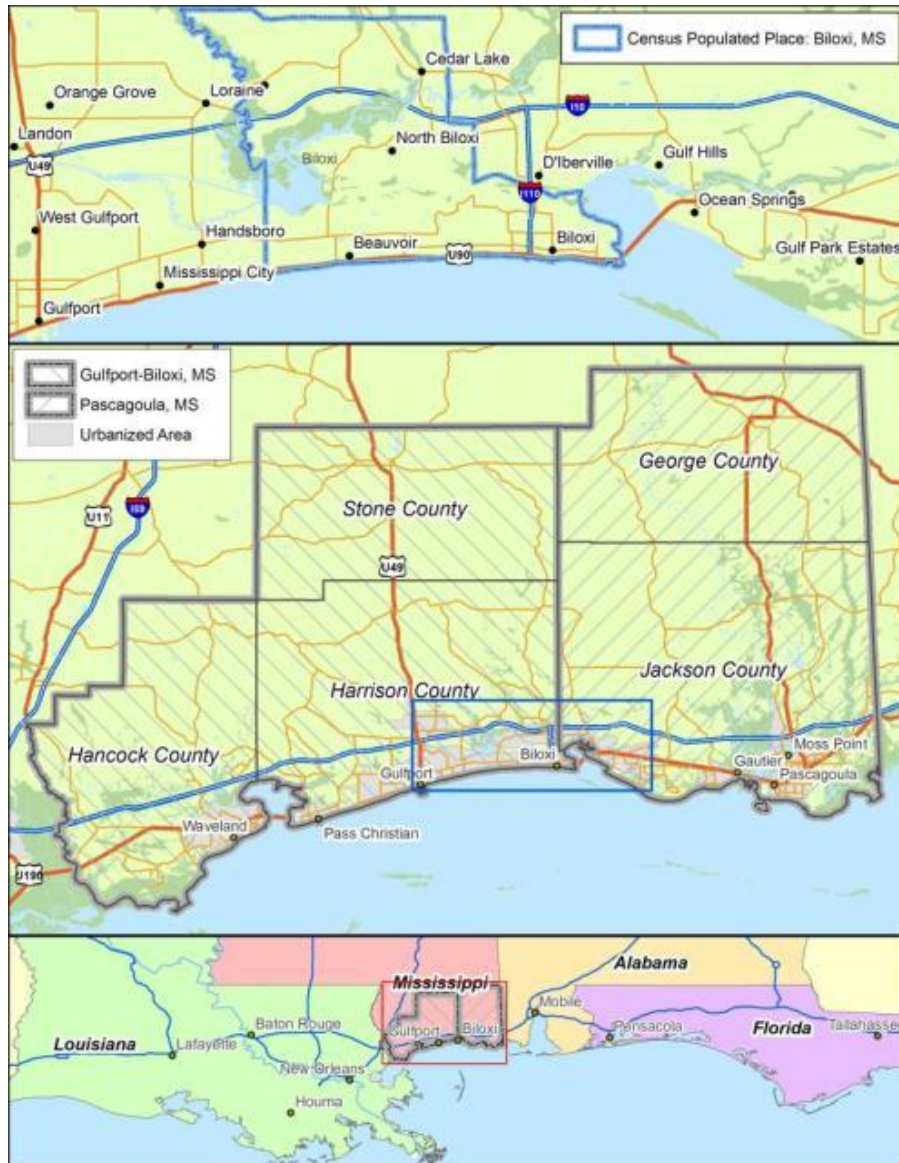 Census Populated Place: Biloxi, MS
Cedar Lake
Orange Grove
Loraine
I10
Landon
North Biloxi
U49
Biloxi
D'Iberville
Gulf Hills
I110
Ocean Springs
West Gulfport
Handsboro
Beauvoir
U90
Biloxi
Gulf Park Estates
Mississippi City
Gulfport
Gulfport-Biloxi, MS
Pascagoula, MS
Urbanized Area
George County
Stone County
U11
I59
U49
Jackson County
Harrison County
Hancock County
Moss Point
Biloxi
Gautier
Gulfport
Pascagoula
Waveland
Pass Christian
U190
Alabama
Mississippi
Mobile
Baton Rouge
Gulfport
Biloxi
Pensacola
Florida
Tallahassee
Louisiana
Lafayette
New Orleans
Houma